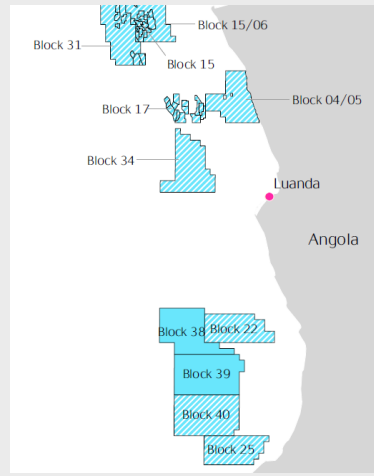 Block 15/06
Block 31
Block 15
Block 17
Block 04/05
Block 34
Luanda
Angola
Block 38
Block 22
Block 39
Block 40
Block 25